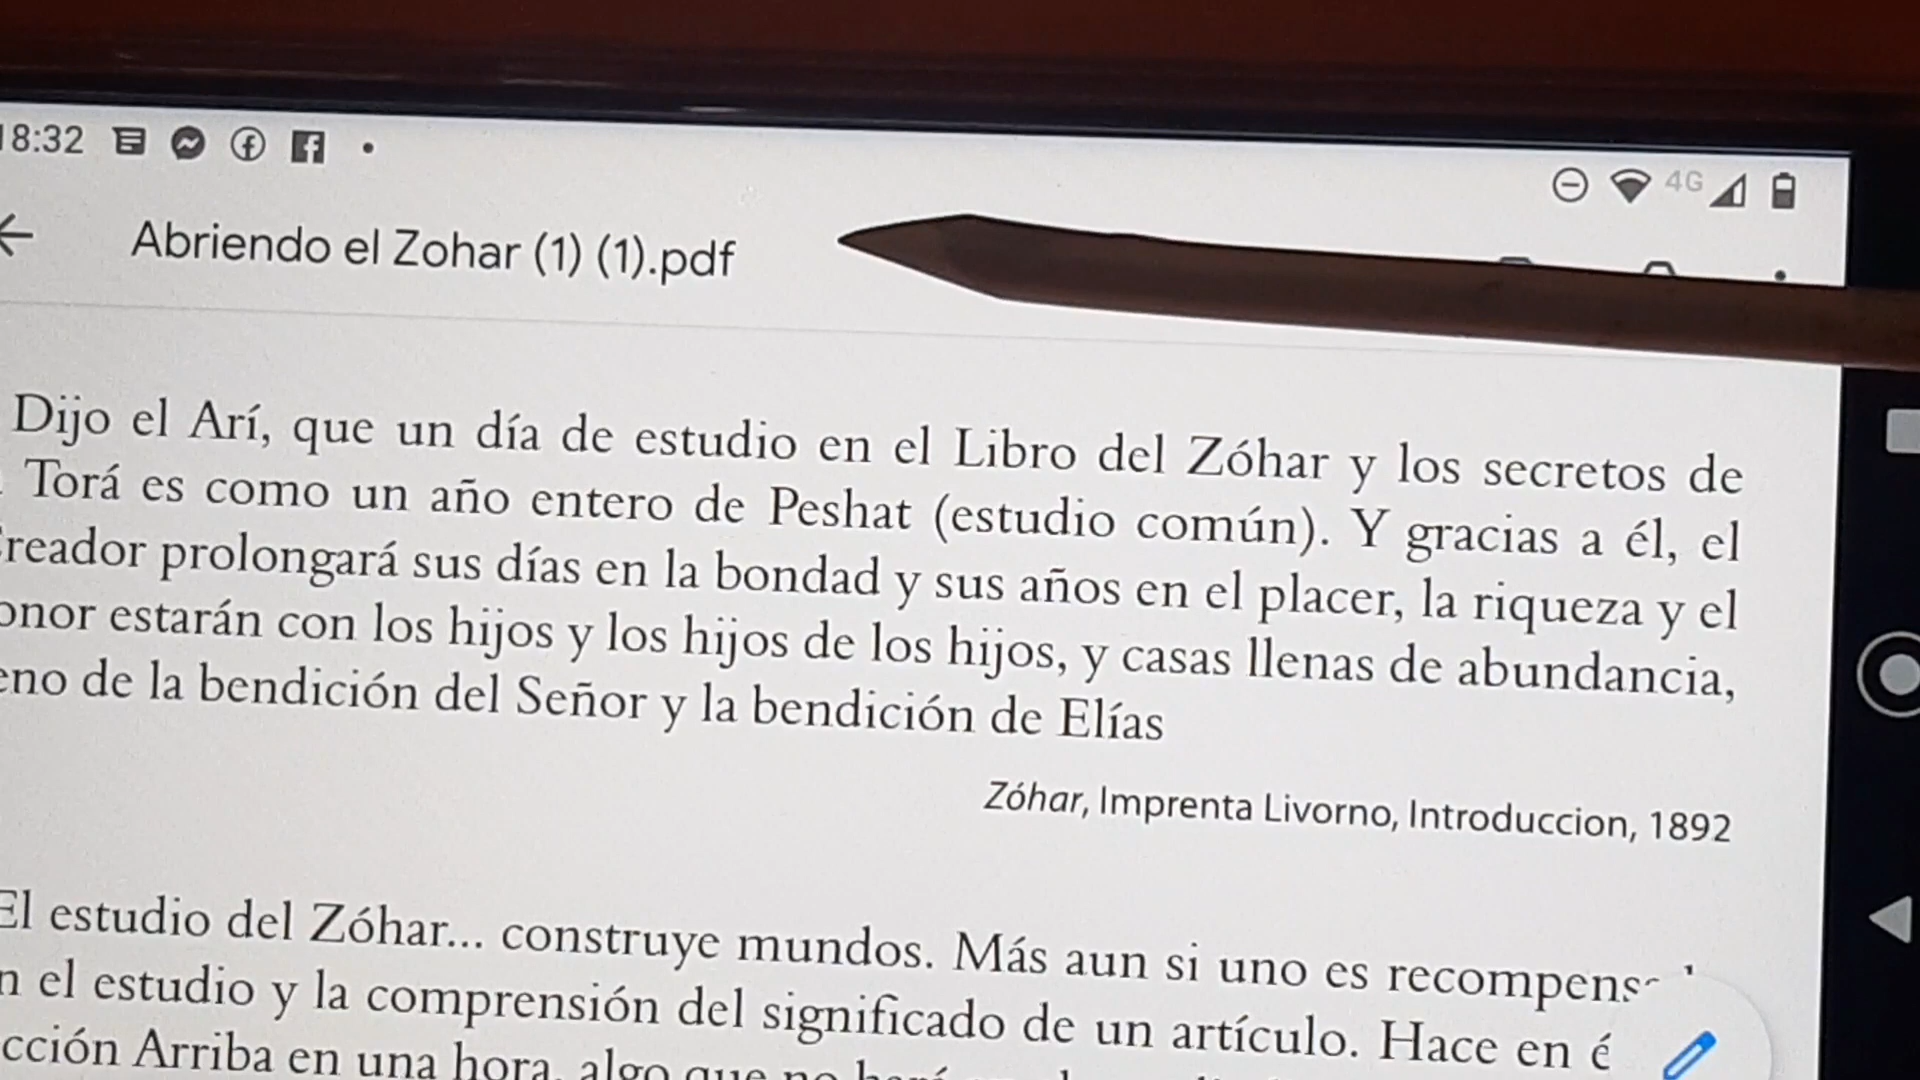 18:32
4G
Abriendo el Zohar (1) (1).pdf
Dijo el Arí, que un día de estudio en el Libro del Zóhar y los secretos de
Torá es como un año entero de Peshat (estudio común). Y gracias a él, el
reador prolongará sus días en la bondad y sus años en el placer, la riqueza y el
onor estarán con los hijos y los hijos de los hijos, y casas llenas de abundancia,
eno de la bendición del Señor y la bendición de Elías
Zóhar, Imprenta Livorno, Introduccion, 1892
El estudio del Zóhar... construye mundos. Más aun si uno es recompens
n el estudio y la comprensión del significado de un artículo. Hace en é
cción Arriba en una hora, algo que no